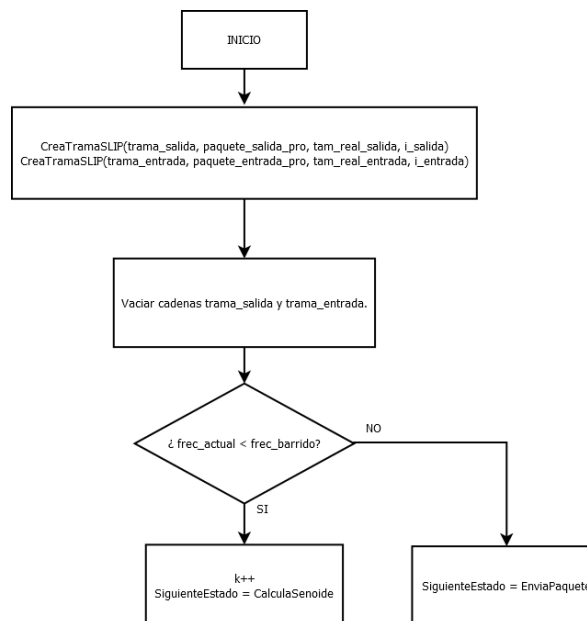 INICIO
CreaTramaSLIP(trama_salida, paquete_salida_pro, tam_real_salida, i_salida)
CreaTramaSLIP(trama_entrada, paquete_entrada_pro, tam_real_entrada, i_entrada)
Vaciar cadenas trama_salida y trama_entrada.
¿ frec_actual < frec_barrido?
NO
SI
k++
SiguienteEstado = CalculaSenoide
SiguienteEstado = EnviaPaquete